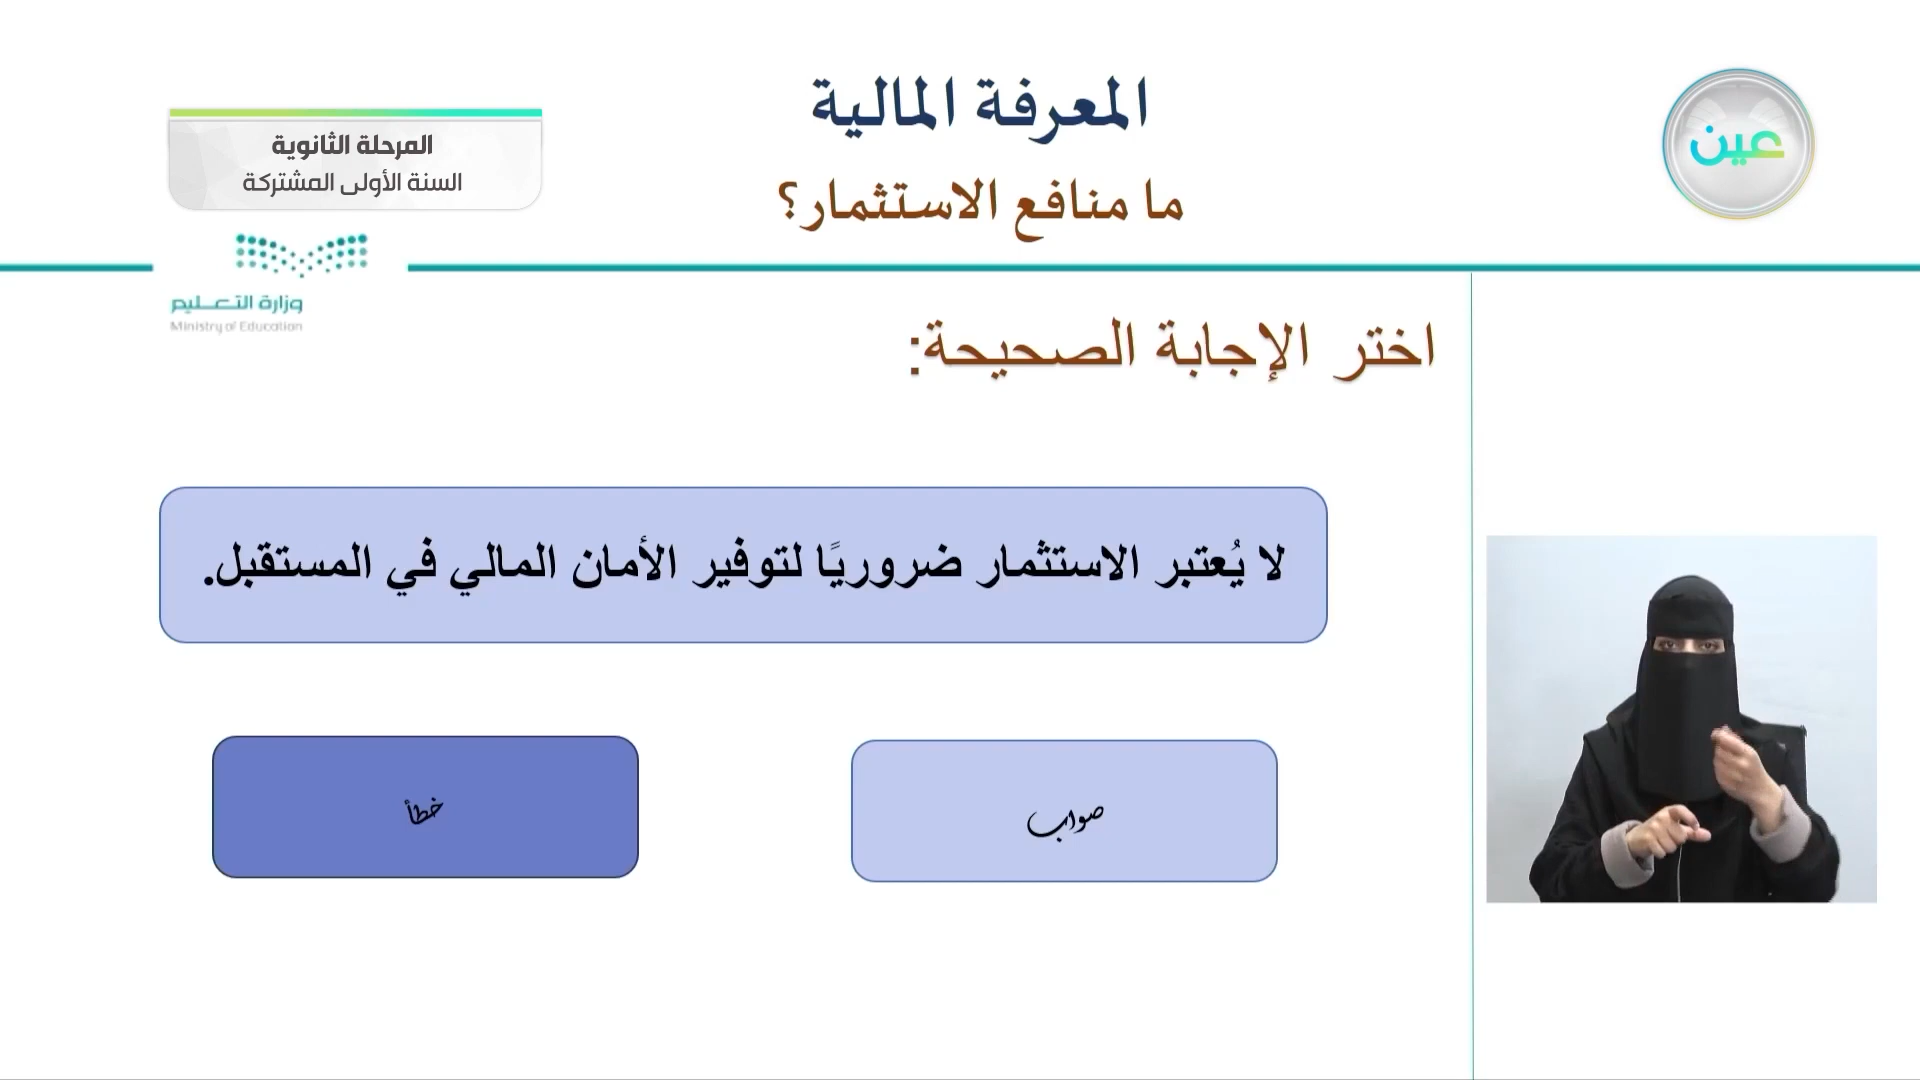 المعرفة المالية
ما منافع الاستثمار؟
عين
المرحلة الثانوية
السنة الأولى المشتركة
وزارة التعليم
Ministry of Education
اختر الإجابة الصحيحة:
لا يُعتبر الاستثمار ضروريًا لتوفير الأمان المالي في المستقبل.
صواب
خطأ